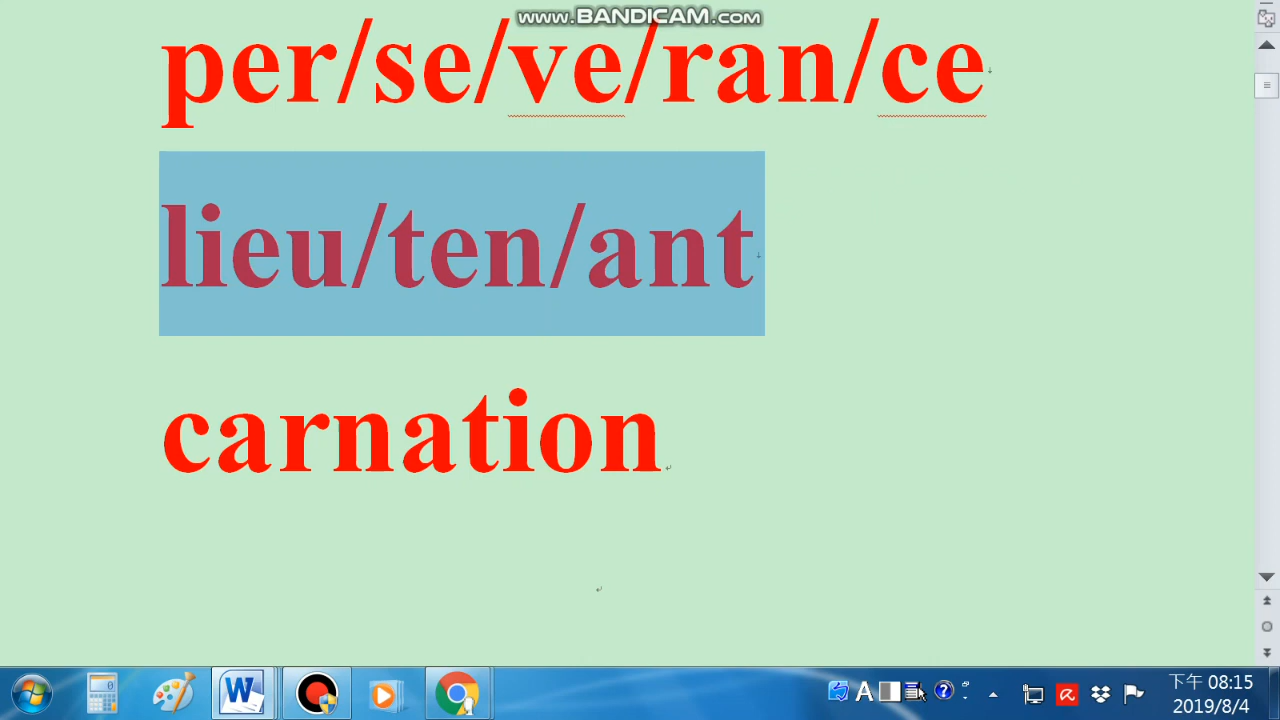 www.BANDICAM.com
per/se/ve/ran/ce
lieu/ten/ant
carnation
下午 08:15
2019/8/4